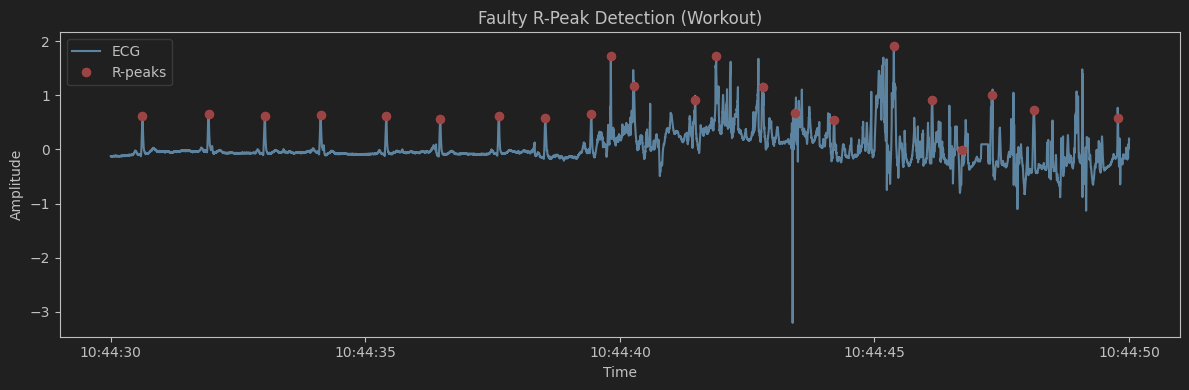 Faulty R-Peak Detection (Workout)
ECG
R-peaks
Amplitude
2
1
0
−1
−2
−3
10:44:30
10:44:35
10:44:40
10:44:45
10:44:50
Time